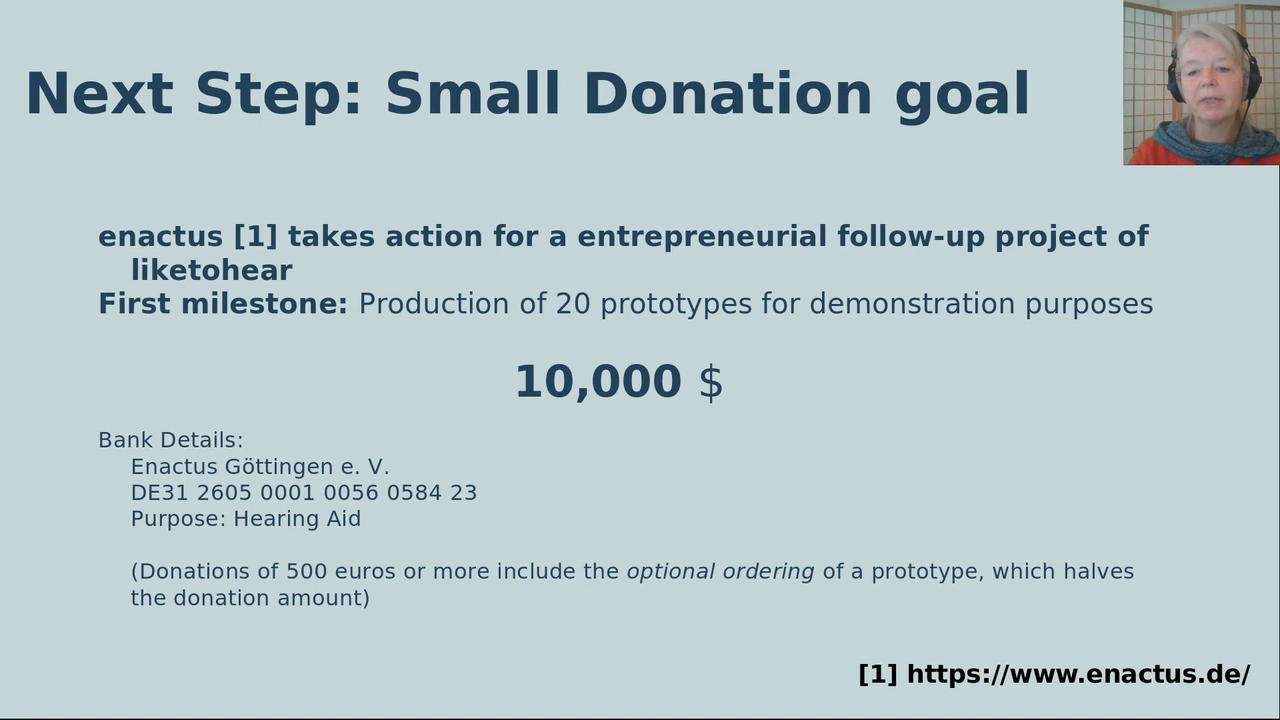 Next Step: Small Donation goal
enactus [1] takes action for a entrepreneurial follow-up project of
liketohear
First milestone: Production of 20 prototypes for demonstration purposes
10,000 $
Bank Details:
Enactus Göttingen e. V.
DE31 2605 0001 0056 0584 23
Purpose: Hearing Aid
(Donations of 500 euros or more include the optional ordering of a prototype, which halves
the donation amount)
[1] https://www.enactus.de/